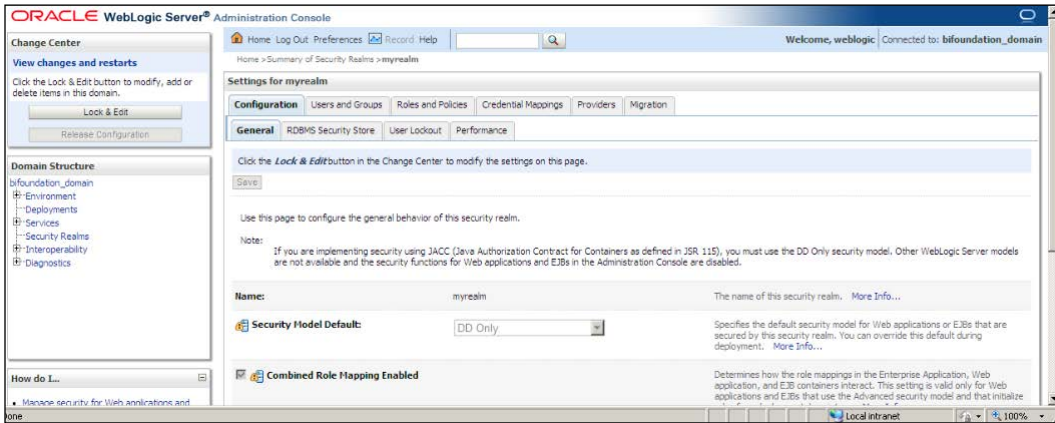 ORACLE WebLogic Server® Administration Console
Change Center
View changes and restarts
Click the Lock & Edit button to modify, add or
delete items in this domain.
Lock & Edit
Release Configuration
Domain Structure
bifoundation_domain
Environment
Deployments
Services
Security Realms
Interoperability
Diagnostics
How do I...
Manage security for Web applications and
Home Log Out Preferences Record Help
Welcome, weblogic Connected to: bifoundation_domain
Home >Summary of Security Realms >myrealm
Settings for myrealm
Configuration Users and Groups Roles and Policies Credential Mappings Providers Migration
General RDBMS Security Store User Lockout Performance
Click the Lock & Edit button in the Change Center to modify the settings on this page.
Save
Use this page to configure the general behavior of this security realm.
Note:
If you are implementing security using JACC (Java Authorization Contract for Containers as defined in JSR 115), you must use the DD Only security model. Other WebLogic Server models
are not available and the security functions for Web applications and EJBs in the Administration Console are disabled.
Name: myrealm The name of this security realm. More Info...
Security Model Default: DD Only Specifies the default security model for Web applications or EJBs that are
secured by this security realm. You can override this default during
deployment. More Info...
Combined Role Mapping Enabled Determines how the role mappings in the Enterprise Application, Web
application, and EJB containers interact. This setting is valid only for Web
applications and EJBs that use the Advanced security model and that initialize
Local intranet 100%